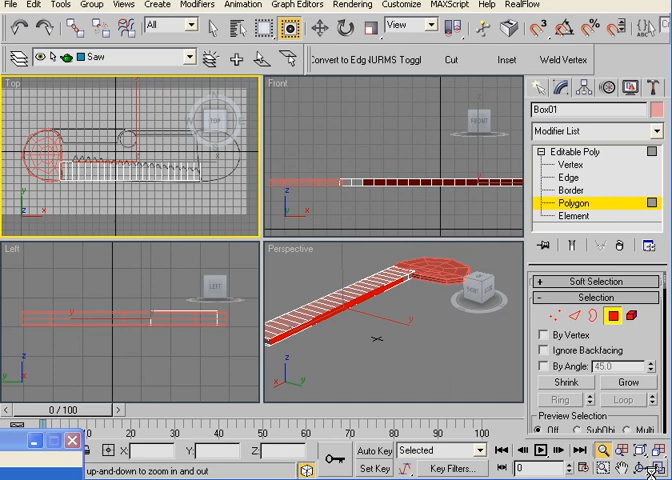 File Edit Tools Group Views Create Modifiers Animation Graph Editors Rendering Customize MAXScript Help RealFlow
All View 3 %
Saw Convert to Edg NURMS Toggl Cut Inset Weld Vertex
Top Front
TOP FRONT
Left Perspective
LEFT
Box01
Modifier List
Editable Poly
Vertex
Edge
Border
Polygon
Element
+ Soft Selection
- Selection
By Vertex
Ignore Backfacing
By Angle: 45.0
Shrink Grow
Ring Loop
Preview Selection
Off SubObj Multi
0 / 100
10 20 30 40 50 60 70 80 90 100
X: Y: Z: Auto Key Selected
up-and-down to zoom in and out Set Key Key Filters... 0